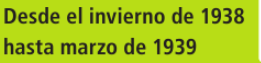 Desde el invierno de 1938
hasta marzo de 1939